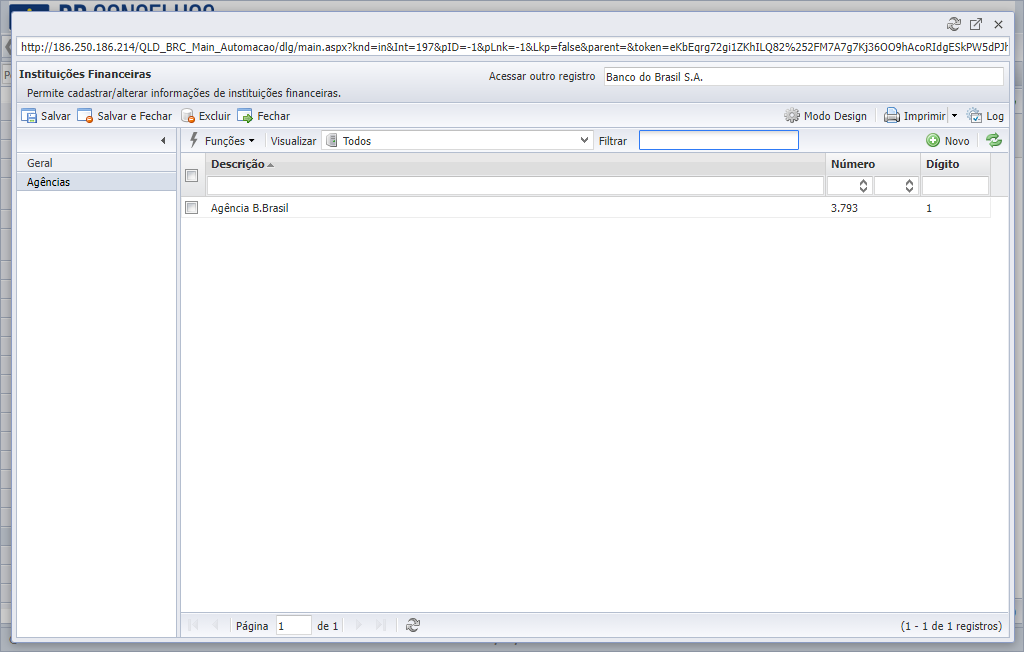 BR CONSELHOS
http://186.250.186.214/QLD_BRC_Main_Automacao/dlg/main.aspx?knd=in&Int=197&pID=-1&pLnk=-1&Lkp=false&parent=&token=eKbEqrg72gi1ZKhILQ82%252FM7A7g7Kj36OO9hAcoRIdgESkPW5dPJh
Instituições Financeiras
Acessar outro registro Banco do Brasil S.A.
Permite cadastrar/alterar informações de instituições financeiras.
Salvar Salvar e Fechar Excluir Fechar Modo Design Imprimir Log
Funções Visualizar Todos Filtrar Novo
Geral
Agências
Descrição Número Dígito
Agência B.Brasil 3.793 1
Página 1 de 1 (1 - 1 de 1 registros)